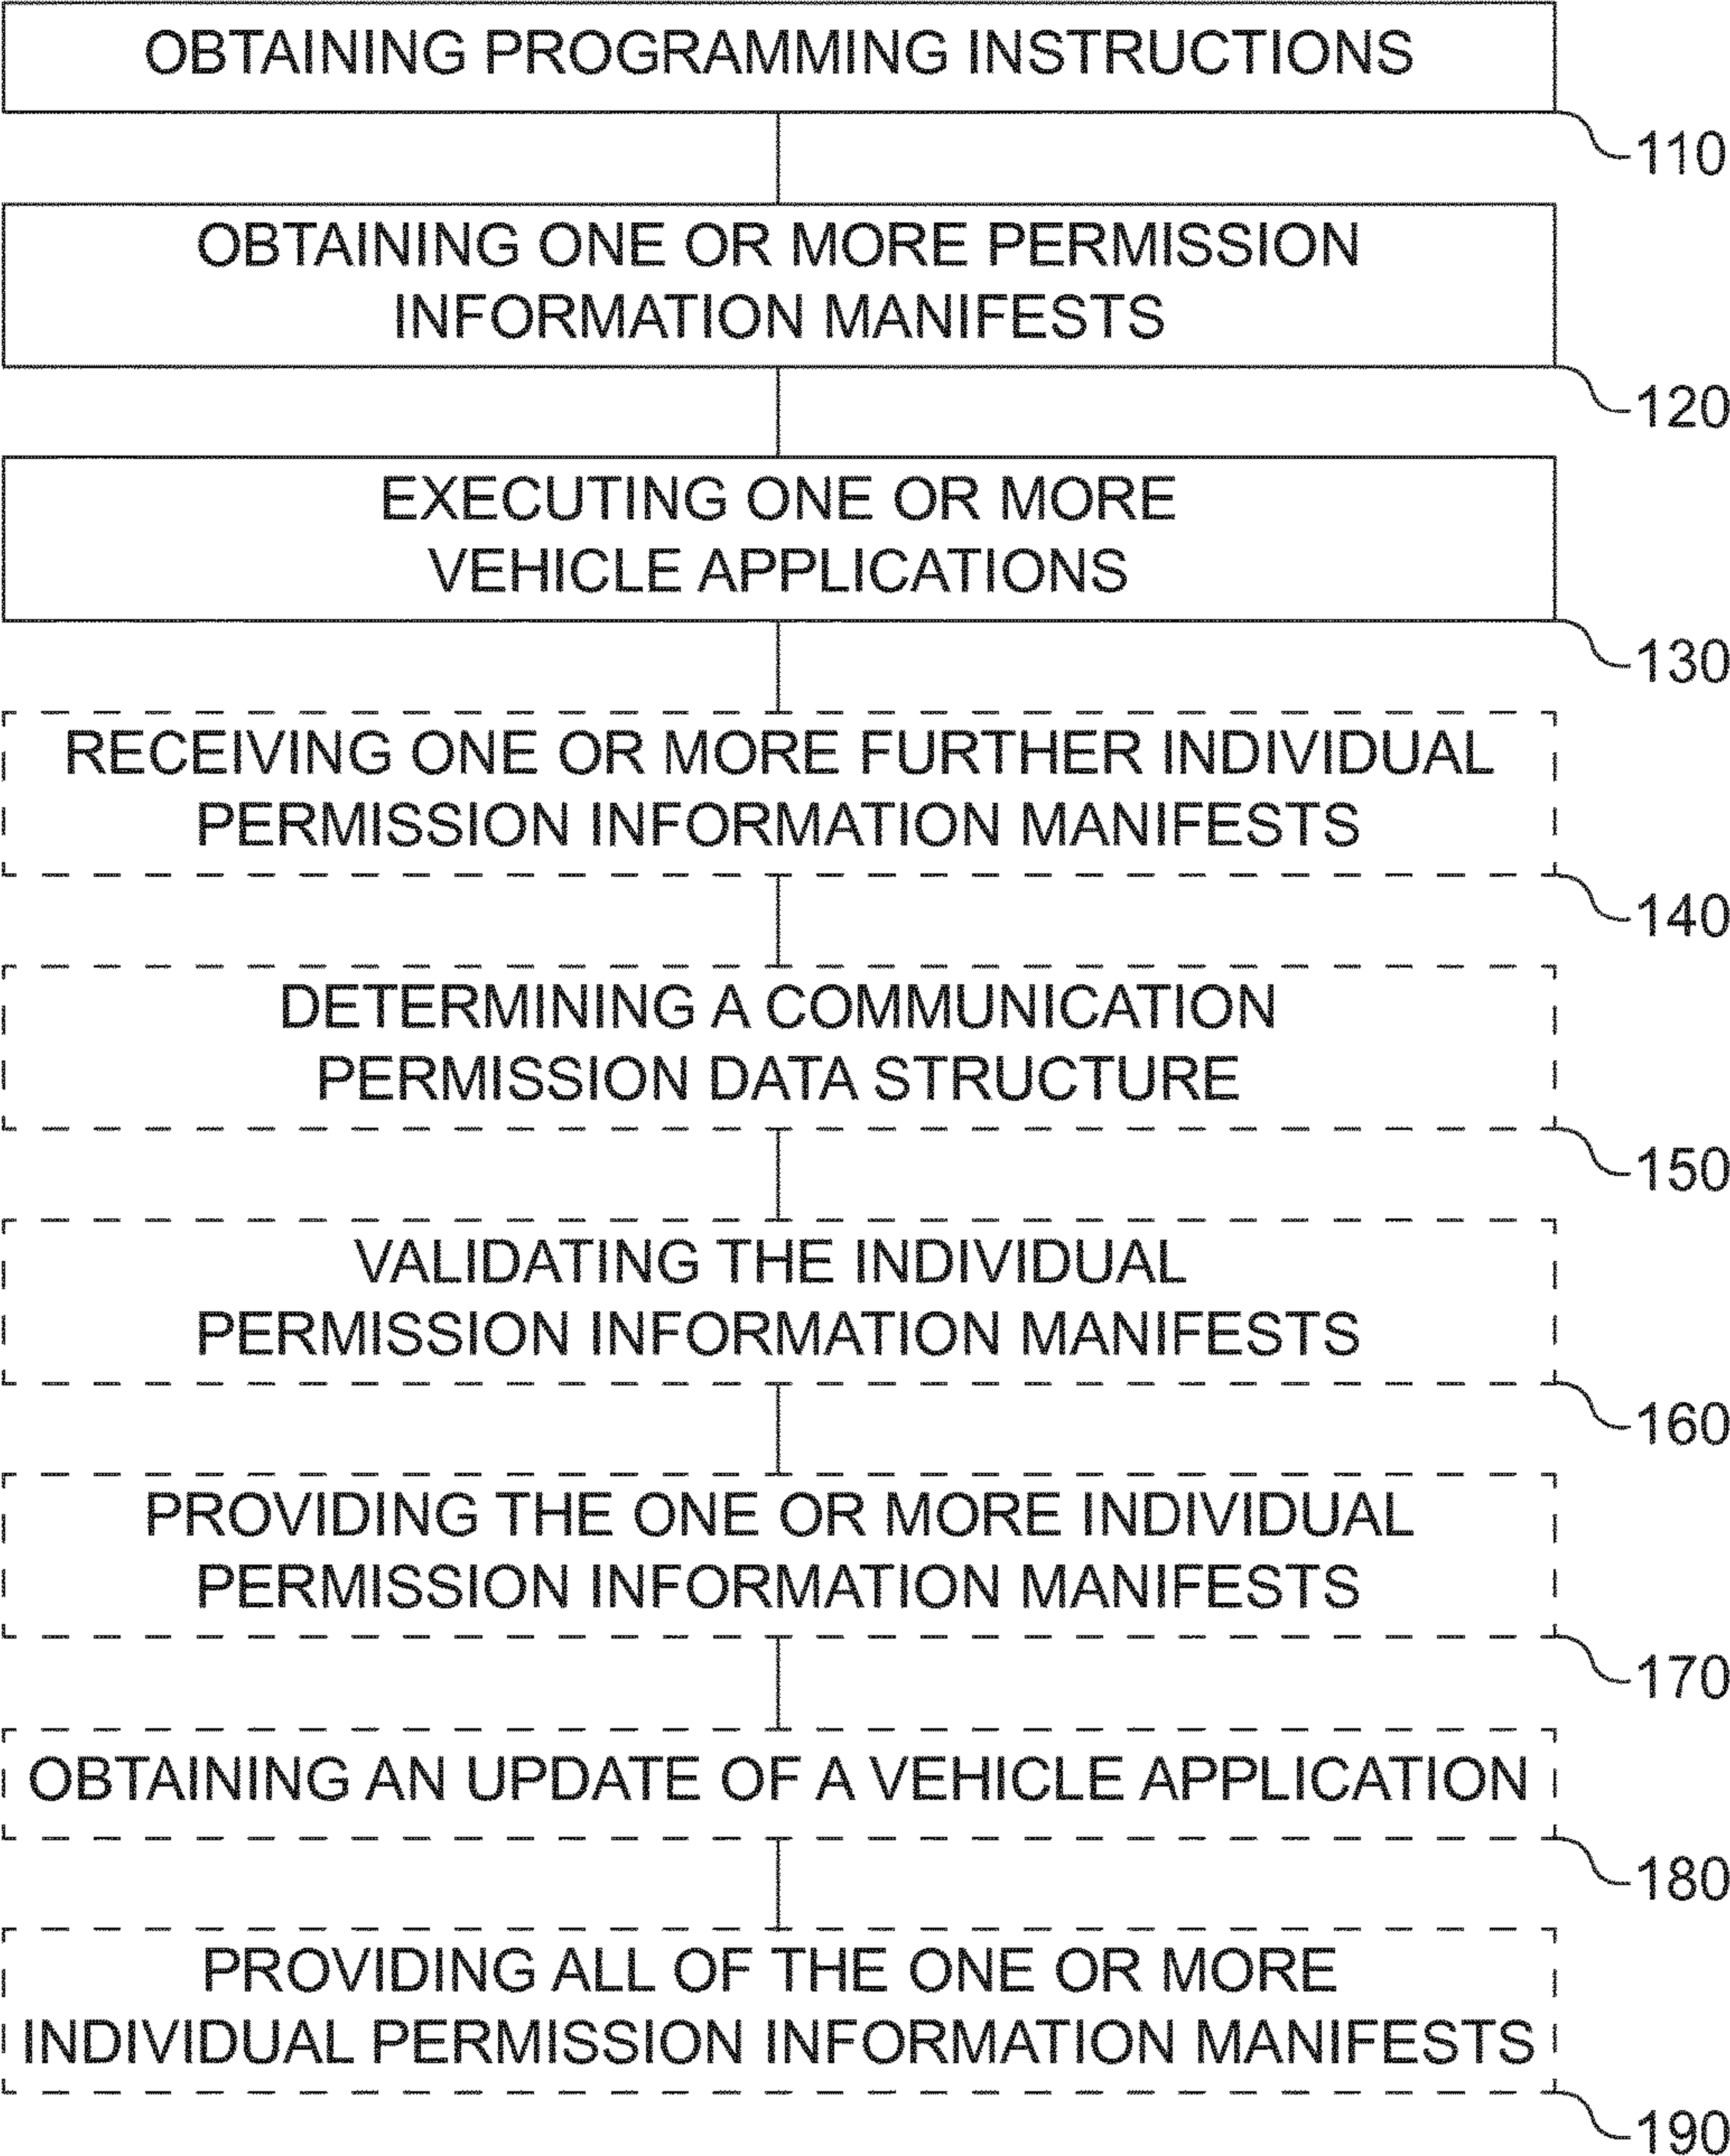 OBTAINING PROGRAMMING INSTRUCTIONS
110
OBTAINING ONE OR MORE PERMISSION
INFORMATION MANIFESTS
120
EXECUTING ONE OR MORE
VEHICLE APPLICATIONS
130
RECEIVING ONE OR MORE FURTHER INDIVIDUAL
PERMISSION INFORMATION MANIFESTS
140
DETERMINING A COMMUNICATION
PERMISSION DATA STRUCTURE
150
VALIDATING THE INDIVIDUAL
PERMISSION INFORMATION MANIFESTS
160
PROVIDING THE ONE OR MORE INDIVIDUAL
PERMISSION INFORMATION MANIFESTS
170
OBTAINING AN UPDATE OF A VEHICLE APPLICATION
180
PROVIDING ALL OF THE ONE OR MORE
INDIVIDUAL PERMISSION INFORMATION MANIFESTS
190